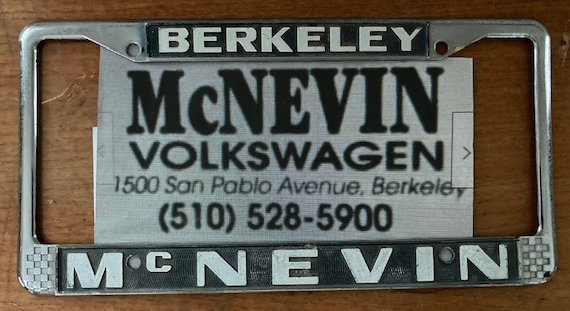 BERKELEY
McNEVIN
VOLKSWAGEN
1500 San Pablo Avenue, Berkeley
(510) 528-5900
McNEVIN